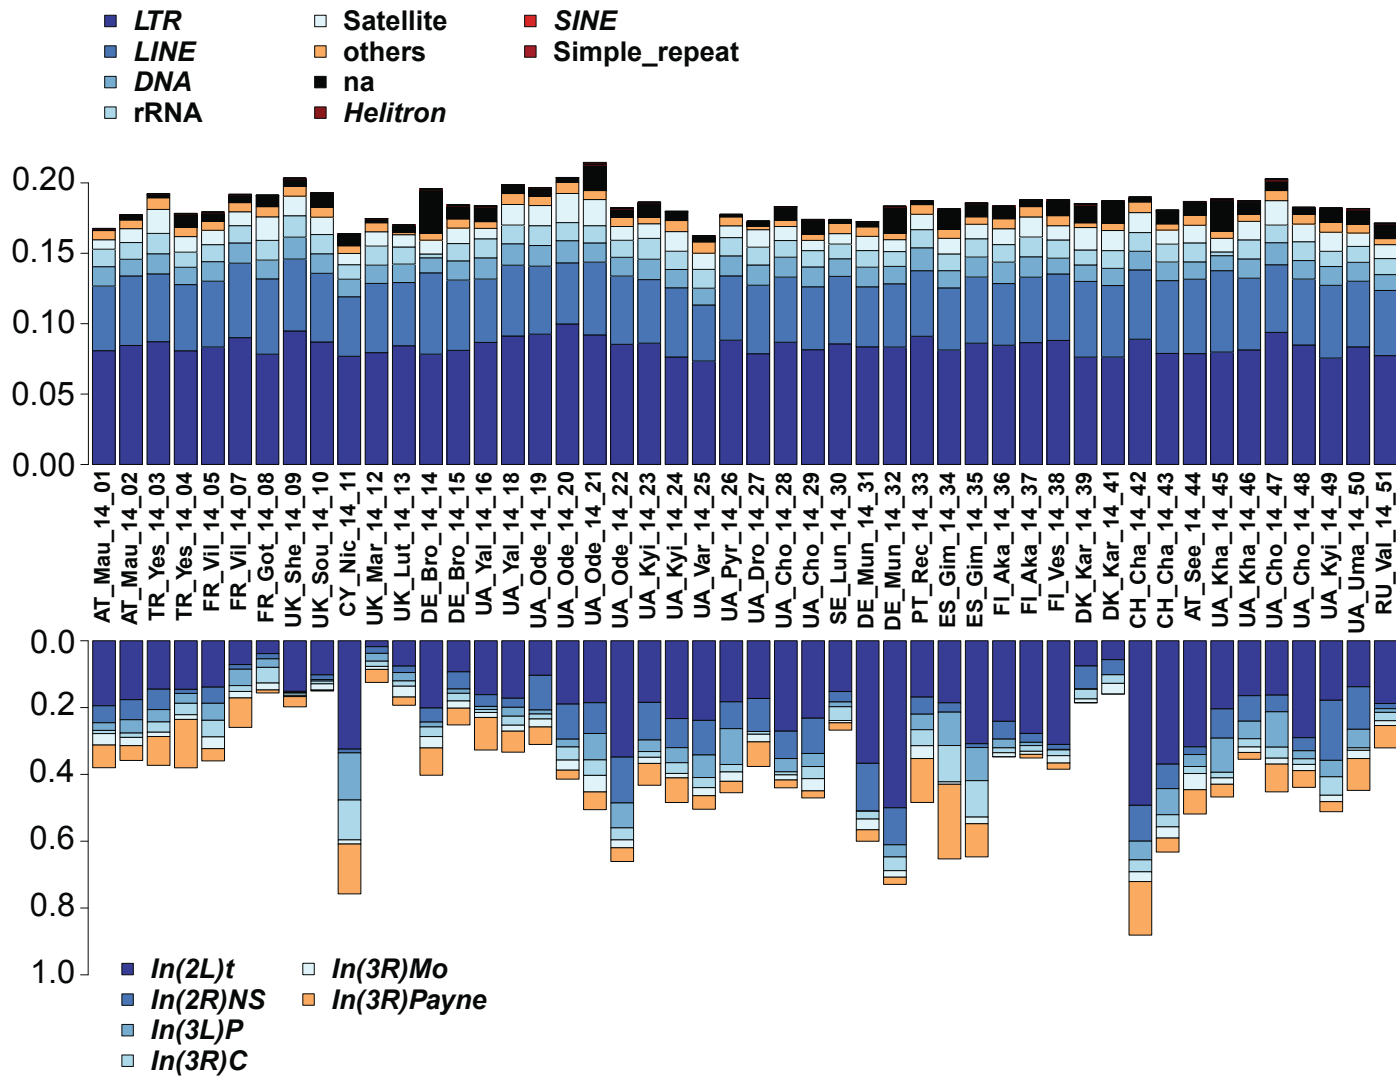 LTR
LINE
DNA
rRNA
Satellite
others
na
Helitron
SINE
Simple_repeat
0.20
0.15
0.10
0.05
0.00
AT_Mau_14_01
AT_Mau_14_02
TR_Yes_14_03
TR_Yes_14_04
FR_Vil_14_05
FR_Vil_14_07
FR_Got_14_08
UK_She_14_09
UK_Sou_14_10
CY_Nic_14_11
UK_Mar_14_12
UK_Lut_14_13
DE_Bro_14_14
DE_Bro_14_15
UA_Yal_14_16
UA_Yal_14_18
UA_Ode_14_19
UA_Ode_14_20
UA_Ode_14_21
UA_Ode_14_22
UA_Kyi_14_23
UA_Kyi_14_24
UA_Var_14_25
UA_Pyr_14_26
UA_Dro_14_27
UA_Cho_14_28
UA_Cho_14_29
SE_Lun_14_30
DE_Mun_14_31
DE_Mun_14_32
PT_Rec_14_33
ES_Gim_14_34
ES_Gim_14_35
FI_Aka_14_36
FI_Aka_14_37
FI_Ves_14_38
DK_Kar_14_39
DK_Kar_14_41
CH_Cha_14_42
CH_Cha_14_43
AT_See_14_44
UA_Kha_14_45
UA_Kha_14_46
UA_Cho_14_47
UA_Cho_14_48
UA_Kyi_14_49
UA_Uma_14_50
RU_Val_14_51
0.0
0.2
0.4
0.6
0.8
1.0
In(2L)t
In(2R)NS
In(3L)P
In(3R)C
In(3R)Mo
In(3R)Payne